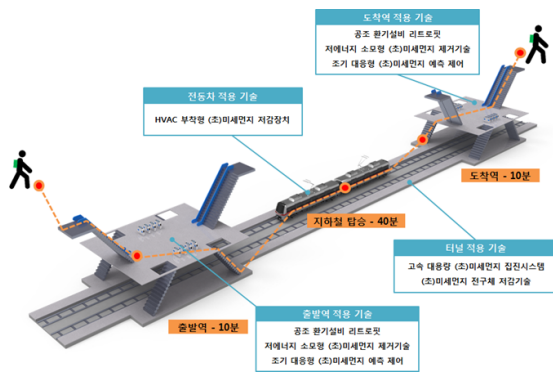 도착역 적용 기술
공조 환기설비 리트로핏
저에너지 소모형 (초)미세먼지 제거기술
조기 대응형 (초)미세먼지 예측 제어
전동차 적용 기술
HVAC 부착형 (초)미세먼지 저감장치
도착역 - 10분
지하철 탑승 - 40분
터널 적용 기술
고속 대용량 (초)미세먼지 집진시스템
(초)미세먼지 전구체 저감기술
출발역 - 10분
출발역 적용 기술
공조 환기설비 리트로핏
저에너지 소모형 (초)미세먼지 제거기술
조기 대응형 (초)미세먼지 예측 제어